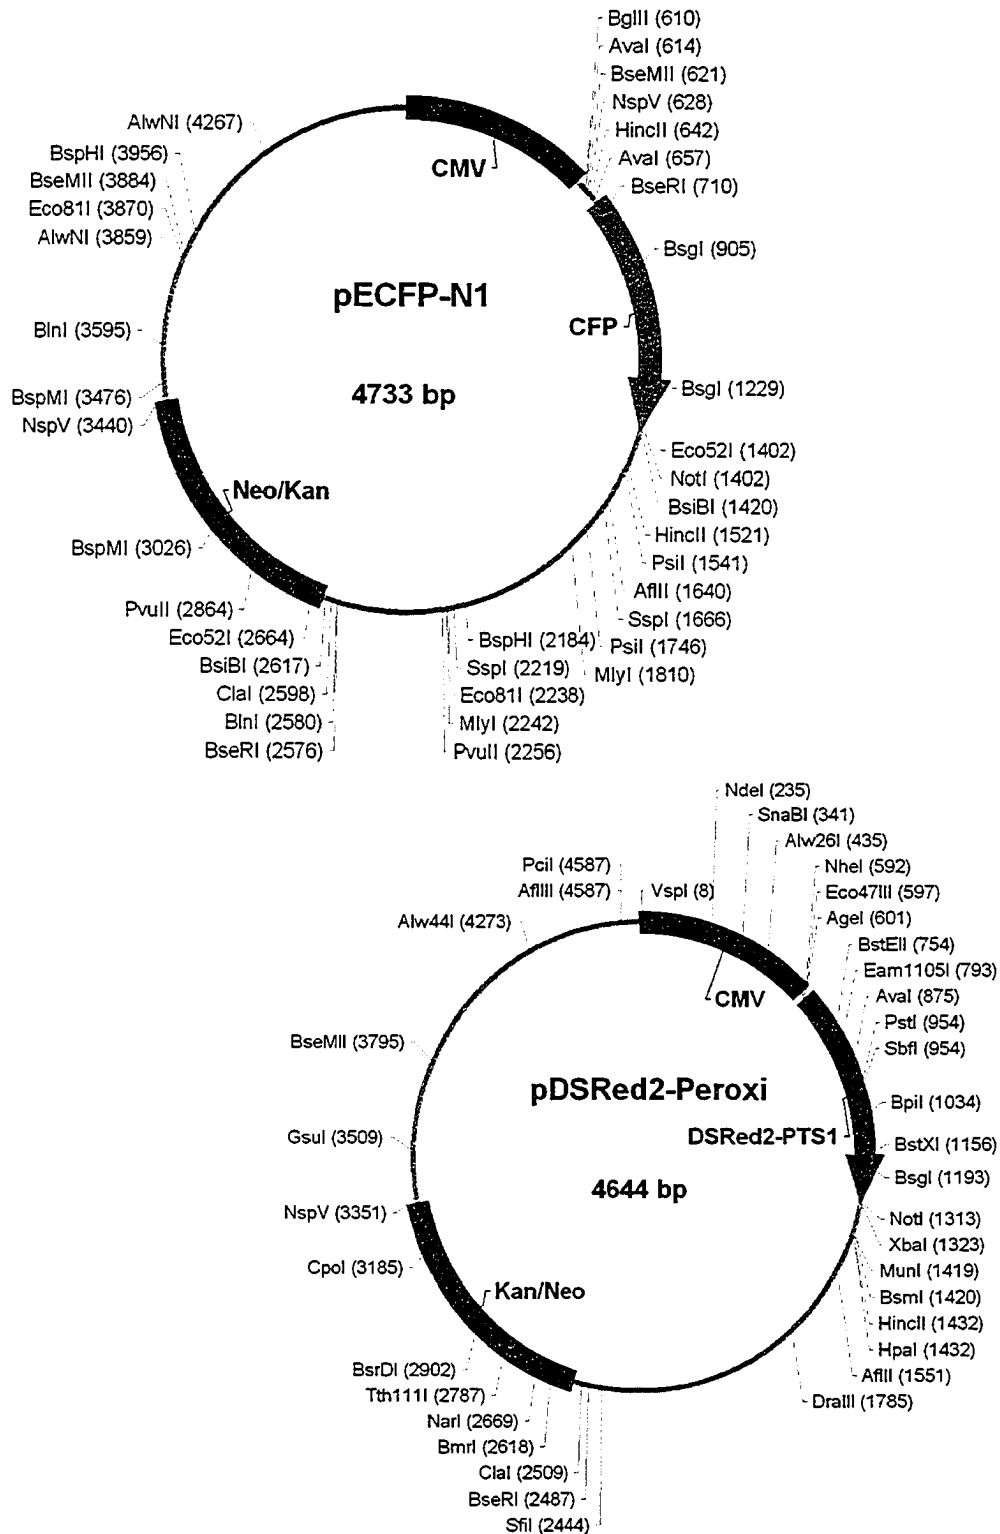 BglII (610)
AvaI (614)
BseMII (621)
NspV (628)
HincII (642)
AvaI (657)
BseRI (710)
BsgI (905)
BsgI (1229)
Eco52I (1402)
NotI (1402)
BsiBI (1420)
HincII (1521)
PsiI (1541)
AflII (1640)
SspI (1666)
PsiI (1746)
MlyI (1810)
BspHI (2184)
SspI (2219)
Eco81I (2238)
MlyI (2242)
PvuII (2256)
AlwNI (4267)
BspHI (3956)
BseMII (3884)
Eco81I (3870)
AlwNI (3859)
BlnI (3595)
BspMI (3476)
NspV (3440)
BspMI (3026)
PvuII (2864)
Eco52I (2664)
BsiBI (2617)
ClaI (2598)
BlnI (2580)
BseRI (2576)
CMV
pECFP-N1
CFP
4733 bp
Neo/Kan
NdeI (235)
SnaBI (341)
Alw26I (435)
NheI (592)
Eco47III (597)
AgeI (601)
BstEII (754)
Eam1105I (793)
AvaI (875)
PstI (954)
SbfI (954)
BpiI (1034)
BstXI (1156)
BsgI (1193)
NotI (1313)
XbaI (1323)
MunI (1419)
BsmI (1420)
HincII (1432)
HpaI (1432)
AflII (1551)
DraIII (1785)
PciI (4587)
AflIII (4587)
VspI (8)
Alw44I (4273)
BseMII (3795)
GsuI (3509)
NspV (3351)
CpoI (3185)
BsrDI (2902)
Tth111I (2787)
NarI (2669)
BmrI (2618)
ClaI (2509)
BseRI (2487)
SfiI (2444)
CMV
pDSRed2-Peroxi
DSRed2-PTS1
4644 bp
Kan/Neo